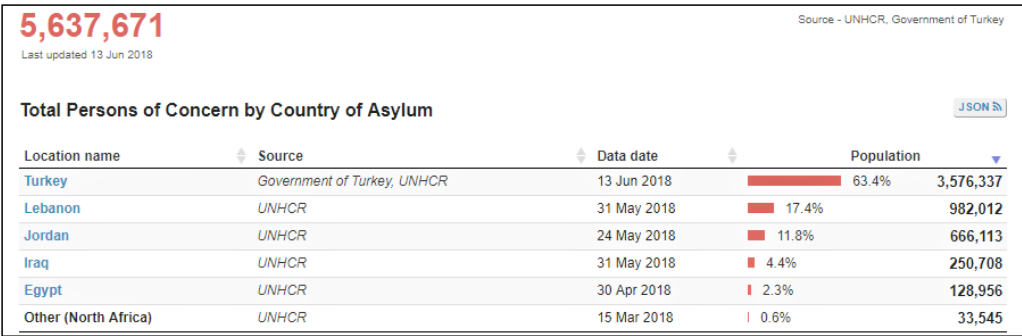 5,637,671
Source - UNHCR, Government of Turkey
Last updated 13 Jun 2018
Total Persons of Concern by Country of Asylum
JSON
Location name Source Data date Population
Turkey Government of Turkey, UNHCR 13 Jun 2018 63.4% 3,576,337
Lebanon UNHCR 31 May 2018 17.4% 982,012
Jordan UNHCR 24 May 2018 11.8% 666,113
Iraq UNHCR 31 May 2018 4.4% 250,708
Egypt UNHCR 30 Apr 2018 2.3% 128,956
Other (North Africa) UNHCR 15 Mar 2018 0.6% 33,545